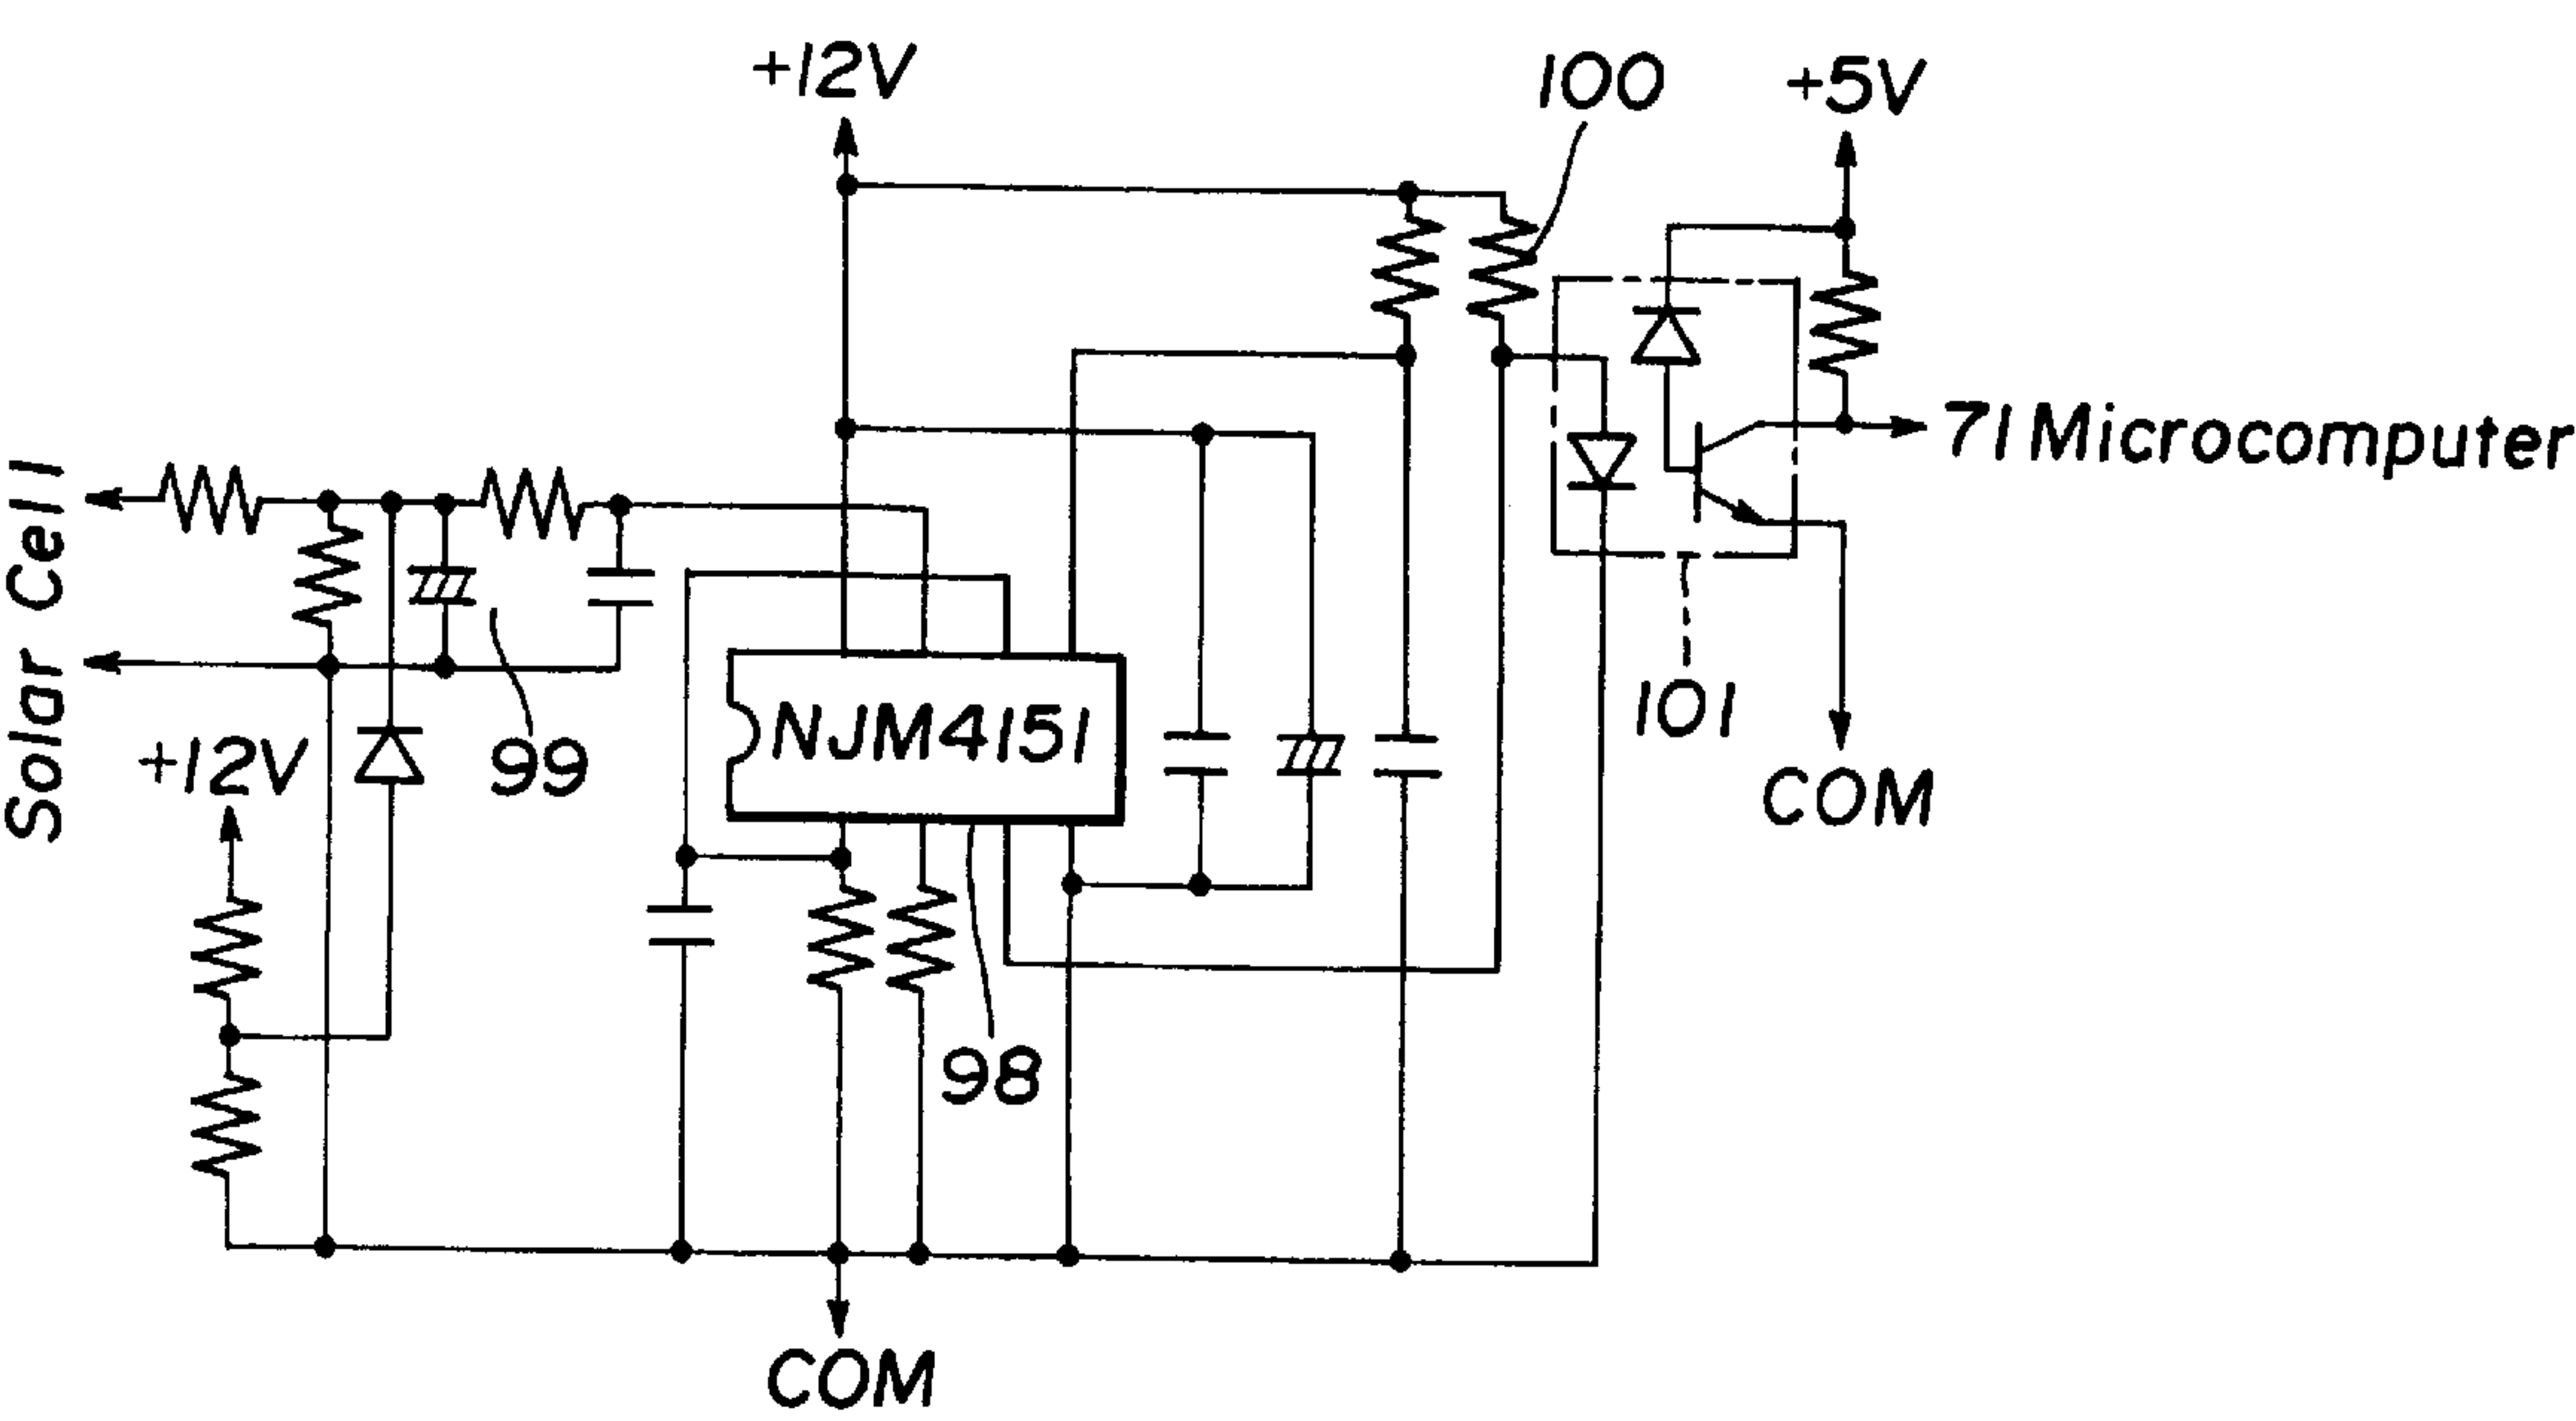 +12V
100
+5V
71 Microcomputer
Solar Cell
NJM4151
101
99
+12V
COM
98
COM